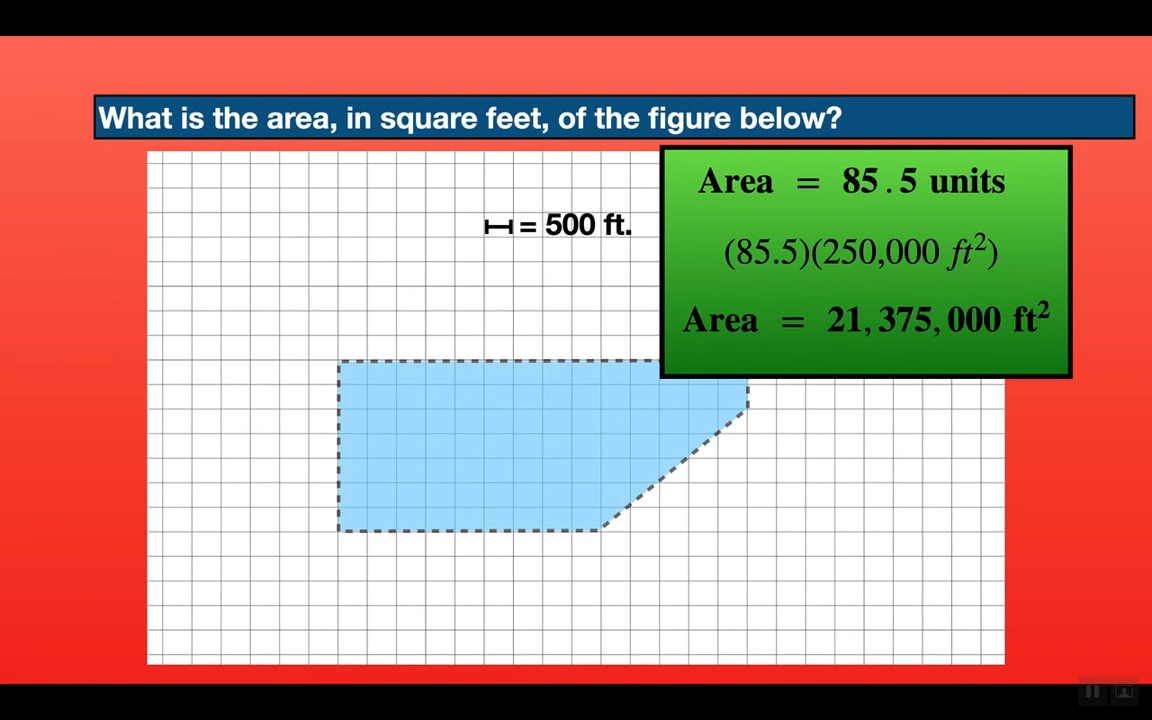 What is the area, in square feet, of the figure below?
Area = 85.5 units
= 500 ft.
(85.5)(250,000 ft²)
Area = 21,375,000 ft²